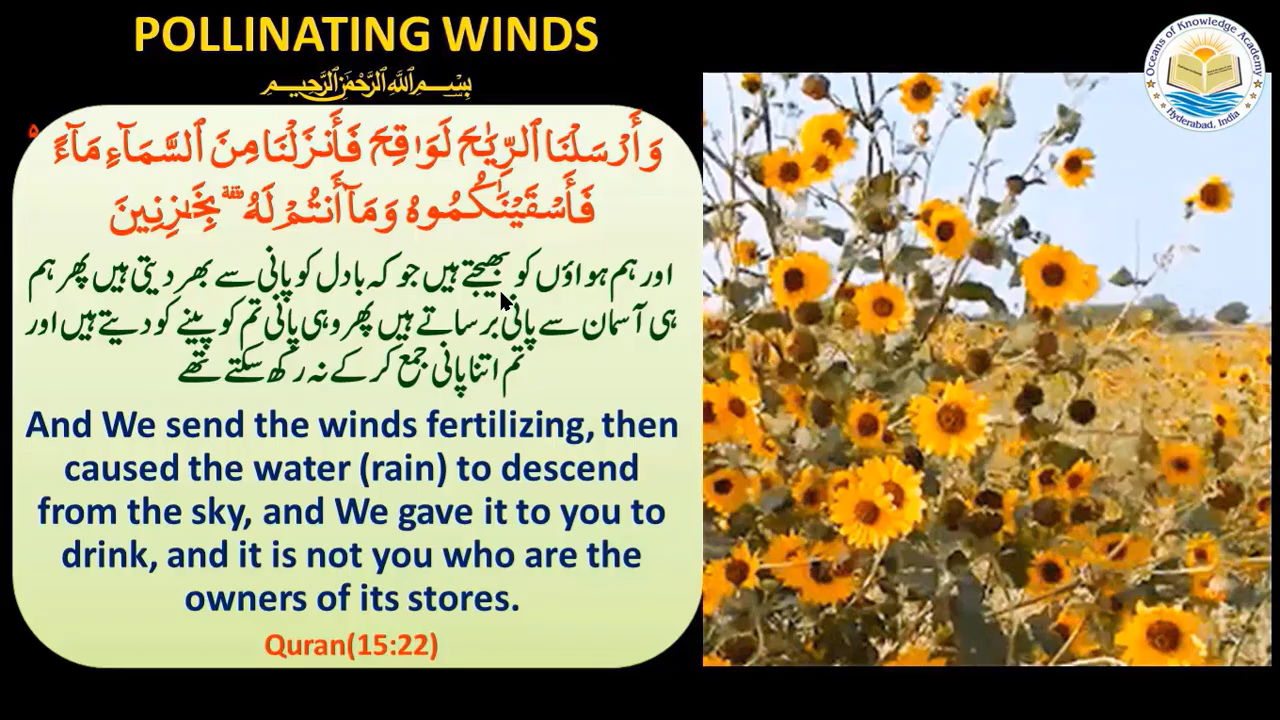 POLLINATING WINDS
بِسْمِ ٱللَّهِ ٱلرَّحْمَٰنِ ٱلرَّحِيمِ
وَأَرْسَلْنَا ٱلرِّيَٰحَ لَوَٰقِحَ فَأَنزَلْنَا مِنَ ٱلسَّمَآءِ مَآءً
فَأَسْقَيْنَٰكُمُوهُ وَمَآ أَنتُمْ لَهُۥ بِخَٰزِنِينَ
اور ہم ہواؤں کو بھیجتے ہیں جو کہ بادل کو پانی سے بھر دیتی ہیں پھر ہم
ہی آسمان سے پانی برساتے ہیں پھر وہی پانی تم کو پینے کو دیتے ہیں اور
تم اتنا پانی جمع کر کے نہ رکھ سکتے تھے
And We send the winds fertilizing, then
caused the water (rain) to descend
from the sky, and We gave it to you to
drink, and it is not you who are the
owners of its stores.
Quran(15:22)
Oceans of Knowledge Academy
Hyderabad, India